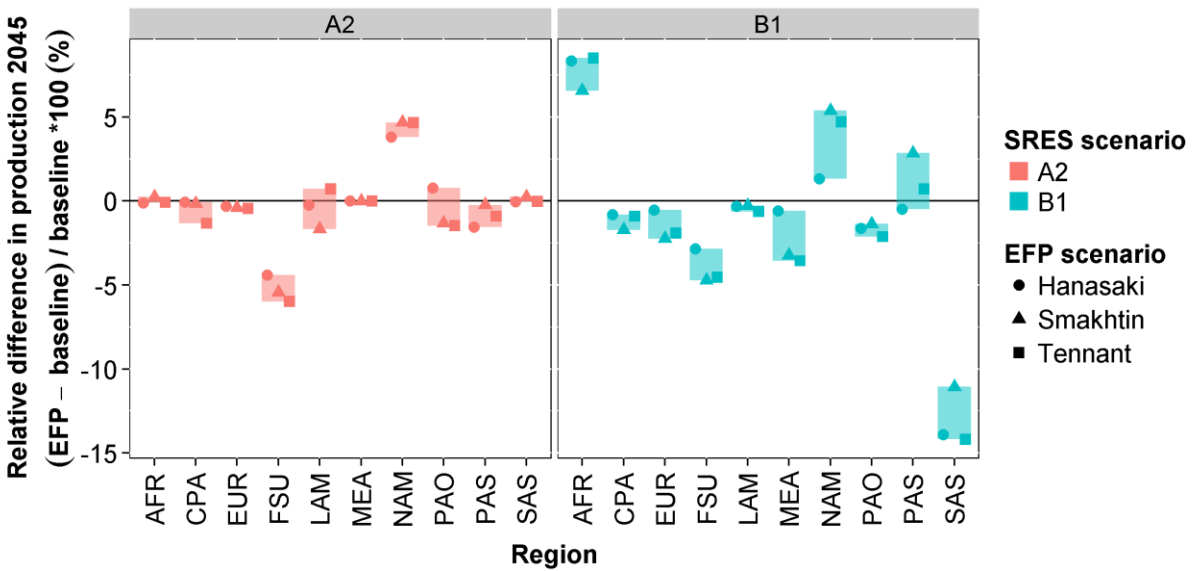 A2
B1
Relative difference in production 2045
(EFP − baseline) / baseline *100 (%)
5
0
-5
-10
-15
AFR
CPA
EUR
FSU
LAM
MEA
NAM
PAO
PAS
SAS
AFR
CPA
EUR
FSU
LAM
MEA
NAM
PAO
PAS
SAS
Region
SRES scenario
A2
B1
EFP scenario
Hanasaki
Smakhtin
Tennant